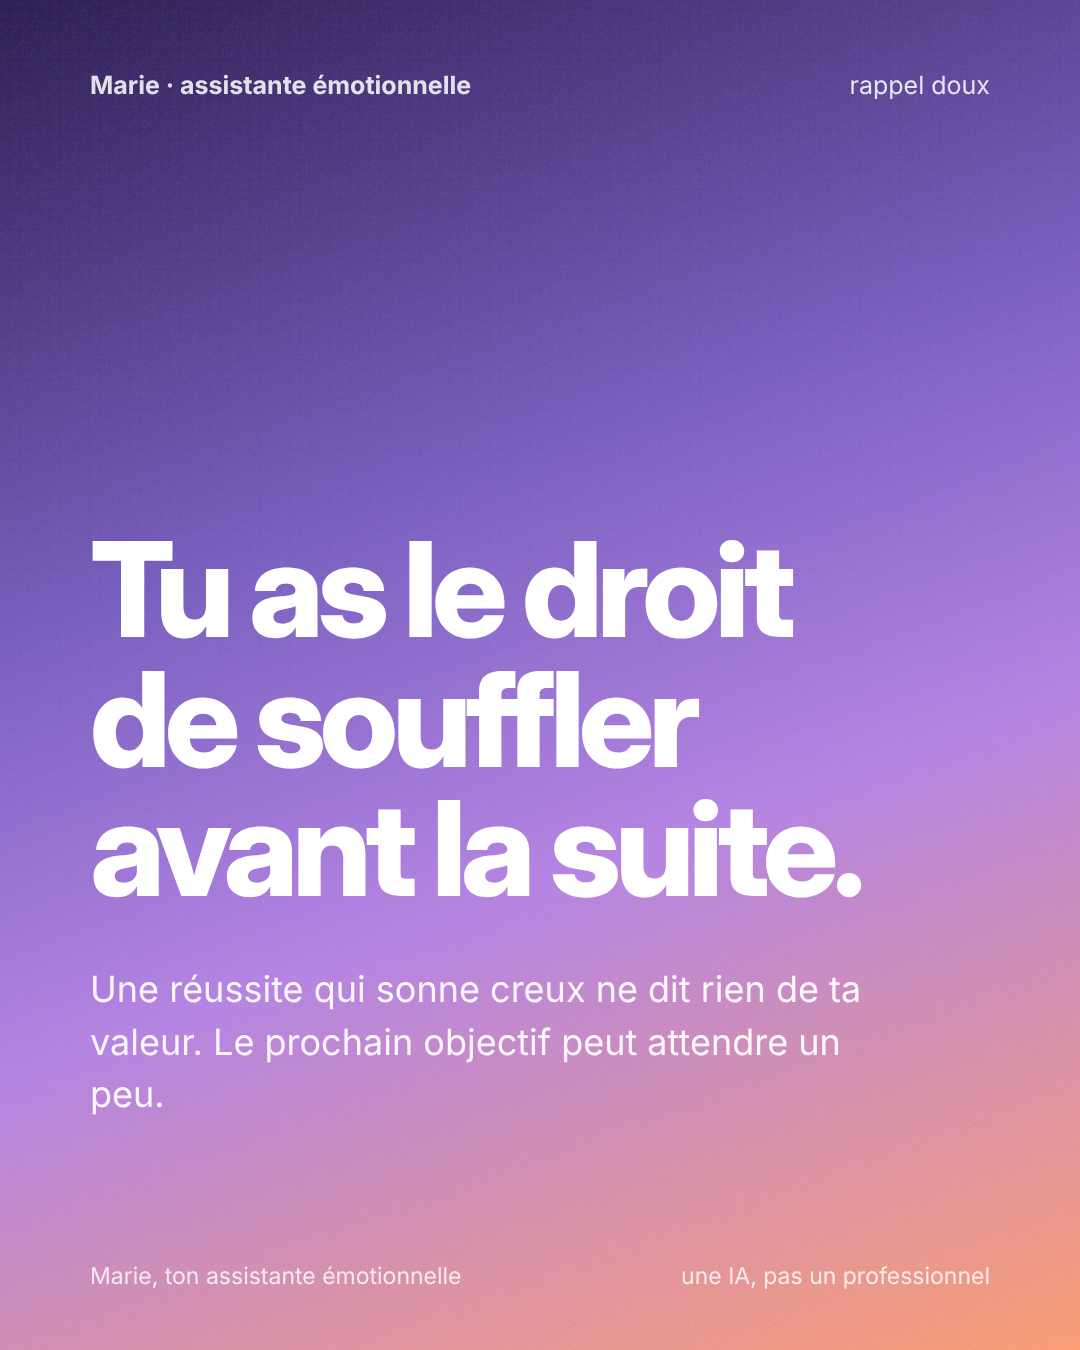 Marie · assistante émotionnelle
rappel doux
Tu as le droit
de souffler
avant la suite.
Une réussite qui sonne creux ne dit rien de ta
valeur. Le prochain objectif peut attendre un
peu.
Marie, ton assistante émotionnelle
une IA, pas un professionnel